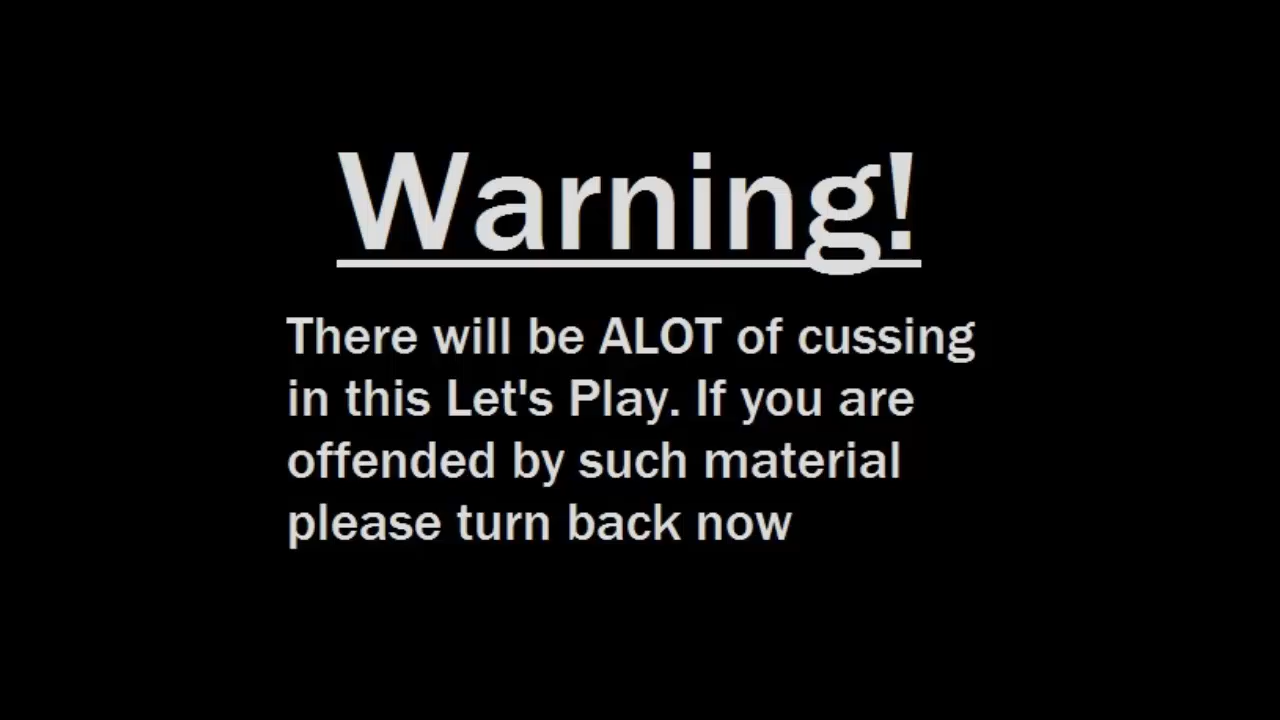 Warning!
There will be ALOT of cussing
in this Let's Play. If you are
offended by such material
please turn back now